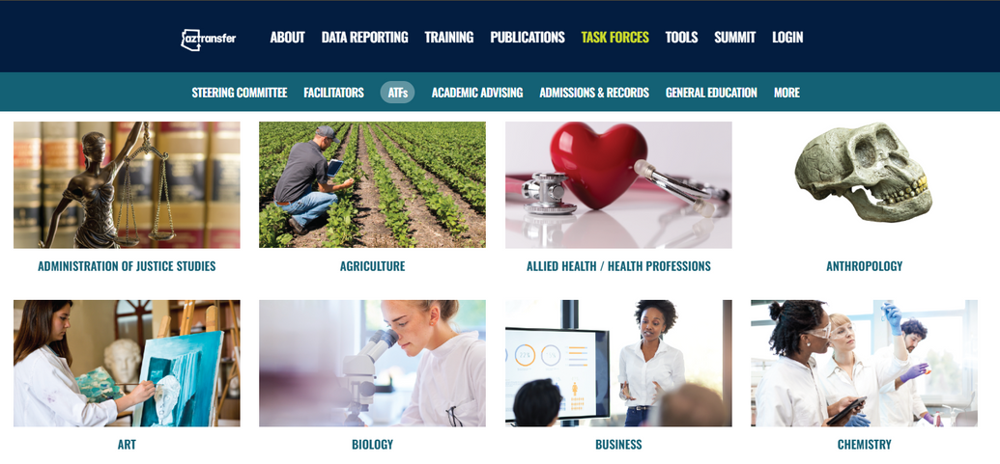 aztransfer
ABOUT DATA REPORTING TRAINING PUBLICATIONS TASK FORCES TOOLS SUMMIT LOGIN
STEERING COMMITTEE FACILITATORS ATFs ACADEMIC ADVISING ADMISSIONS & RECORDS GENERAL EDUCATION MORE
ADMINISTRATION OF JUSTICE STUDIES AGRICULTURE ALLIED HEALTH / HEALTH PROFESSIONS ANTHROPOLOGY
ART BIOLOGY BUSINESS CHEMISTRY